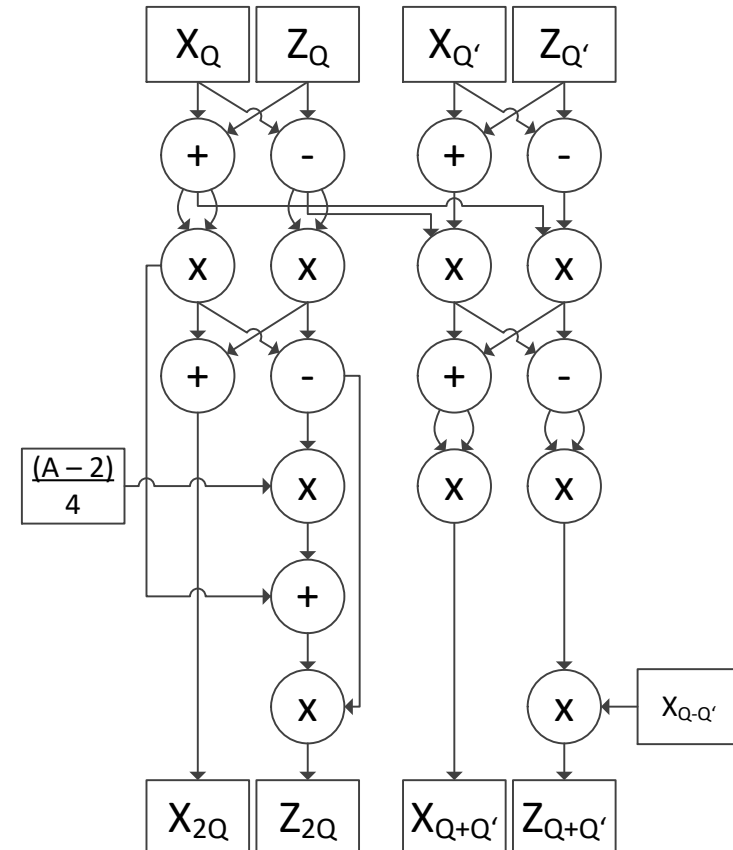 X_Q Z_Q X_Q‘ Z_Q‘
+ - + -
x x x x
+ - + -
(A – 2)
4
x x x
+
x x
X_Q-Q‘
X_2Q Z_2Q X_Q+Q‘ Z_Q+Q‘